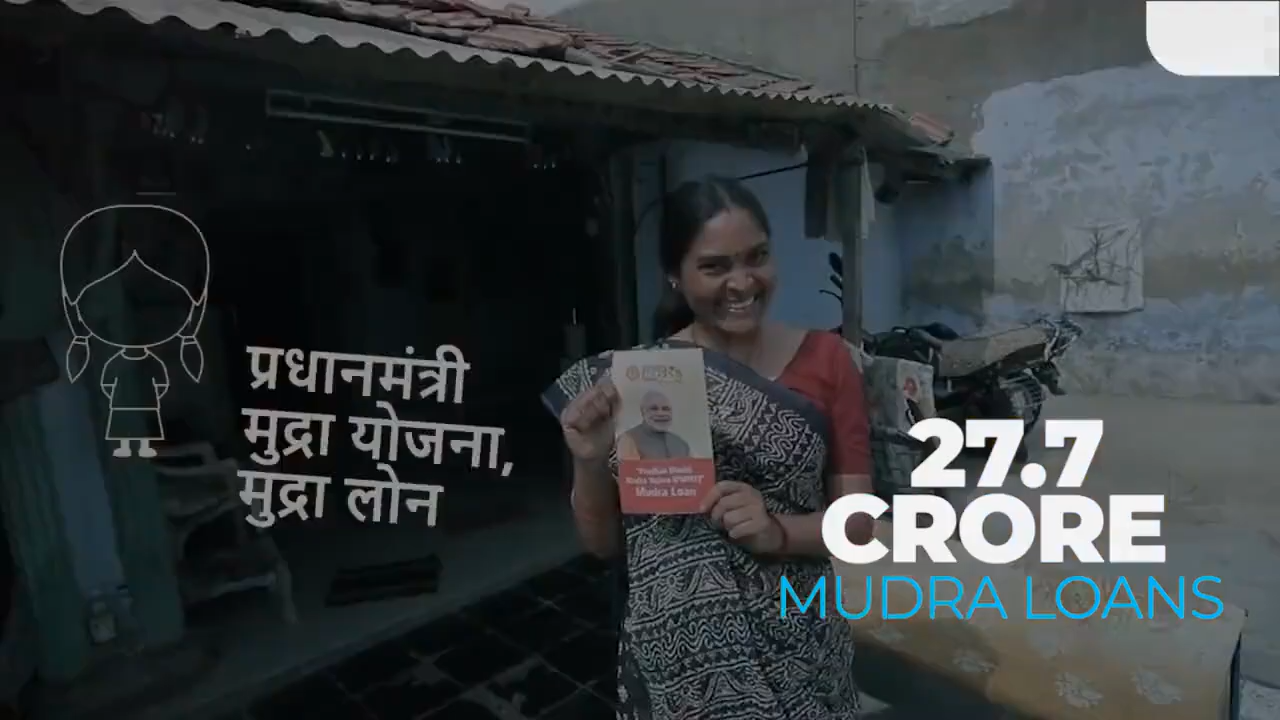 प्रधानमंत्री
मुद्रा योजना,
मुद्रा लोन
Mudra Loan
27.7
CRORE
MUDRA LOANS